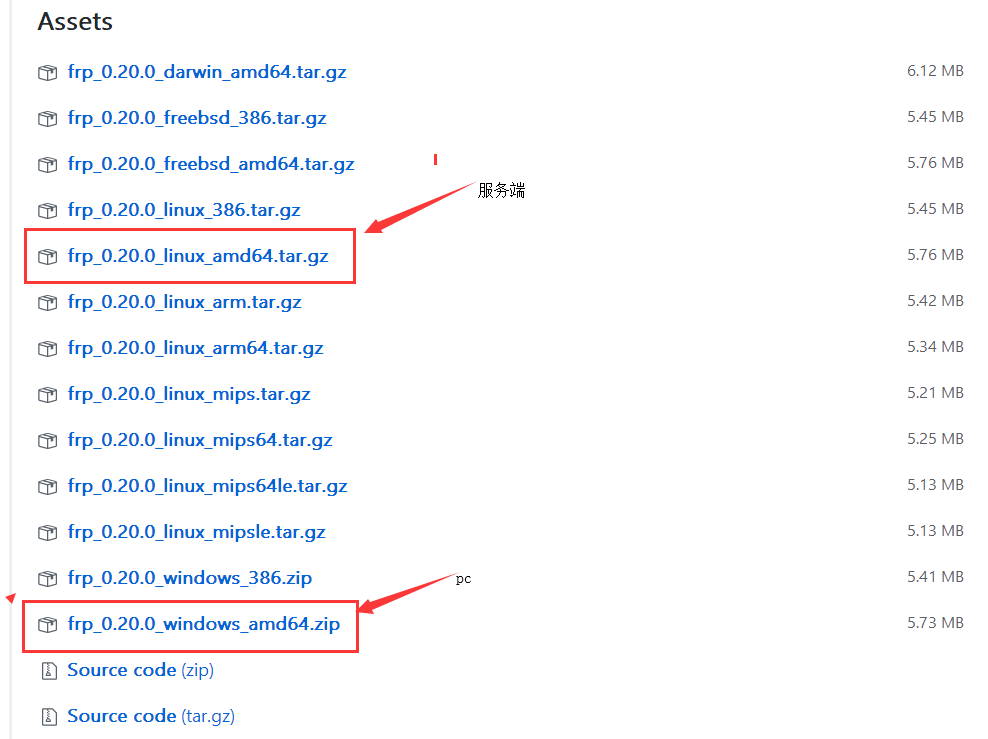 Assets
frp_0.20.0_darwin_amd64.tar.gz 6.12 MB
frp_0.20.0_freebsd_386.tar.gz 5.45 MB
frp_0.20.0_freebsd_amd64.tar.gz 5.76 MB
服务端
frp_0.20.0_linux_386.tar.gz 5.45 MB
frp_0.20.0_linux_amd64.tar.gz 5.76 MB
frp_0.20.0_linux_arm.tar.gz 5.42 MB
frp_0.20.0_linux_arm64.tar.gz 5.34 MB
frp_0.20.0_linux_mips.tar.gz 5.21 MB
frp_0.20.0_linux_mips64.tar.gz 5.25 MB
frp_0.20.0_linux_mips64le.tar.gz 5.13 MB
frp_0.20.0_linux_mipsle.tar.gz 5.13 MB
frp_0.20.0_windows_386.zip 5.41 MB
pc
frp_0.20.0_windows_amd64.zip 5.73 MB
Source code (zip)
Source code (tar.gz)